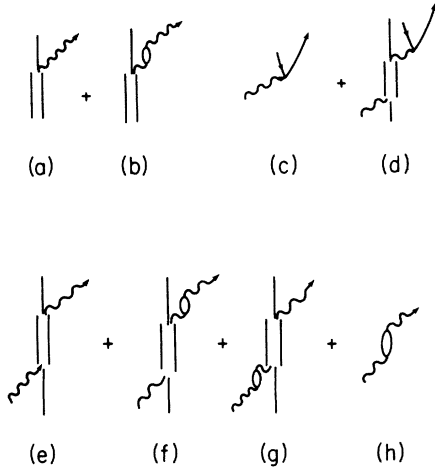 + +
(a) (b) (c) (d)
+ + +
(e) (f) (g) (h)